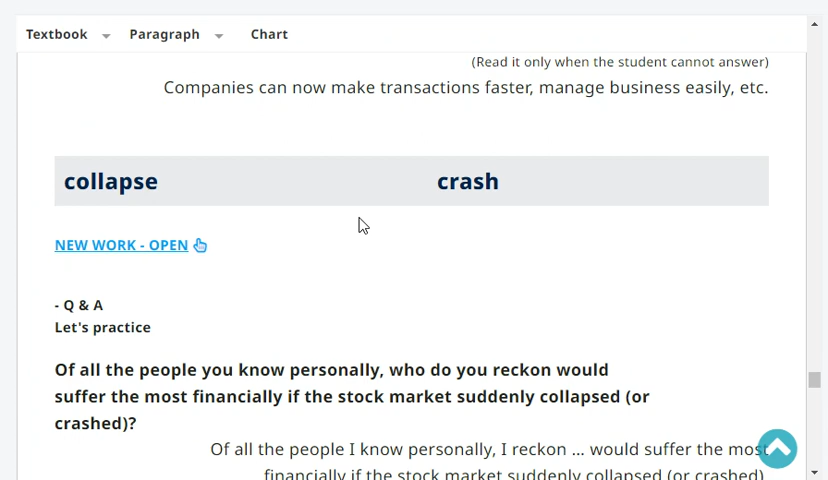 Textbook Paragraph Chart
(Read it only when the student cannot answer)
Companies can now make transactions faster, manage business easily, etc.
collapse crash
NEW WORK - OPEN
- Q & A
Let's practice
Of all the people you know personally, who do you reckon would
suffer the most financially if the stock market suddenly collapsed (or
crashed)?
Of all the people I know personally, I reckon ... would suffer the most
financially if the stock market suddenly collapsed (or crashed).